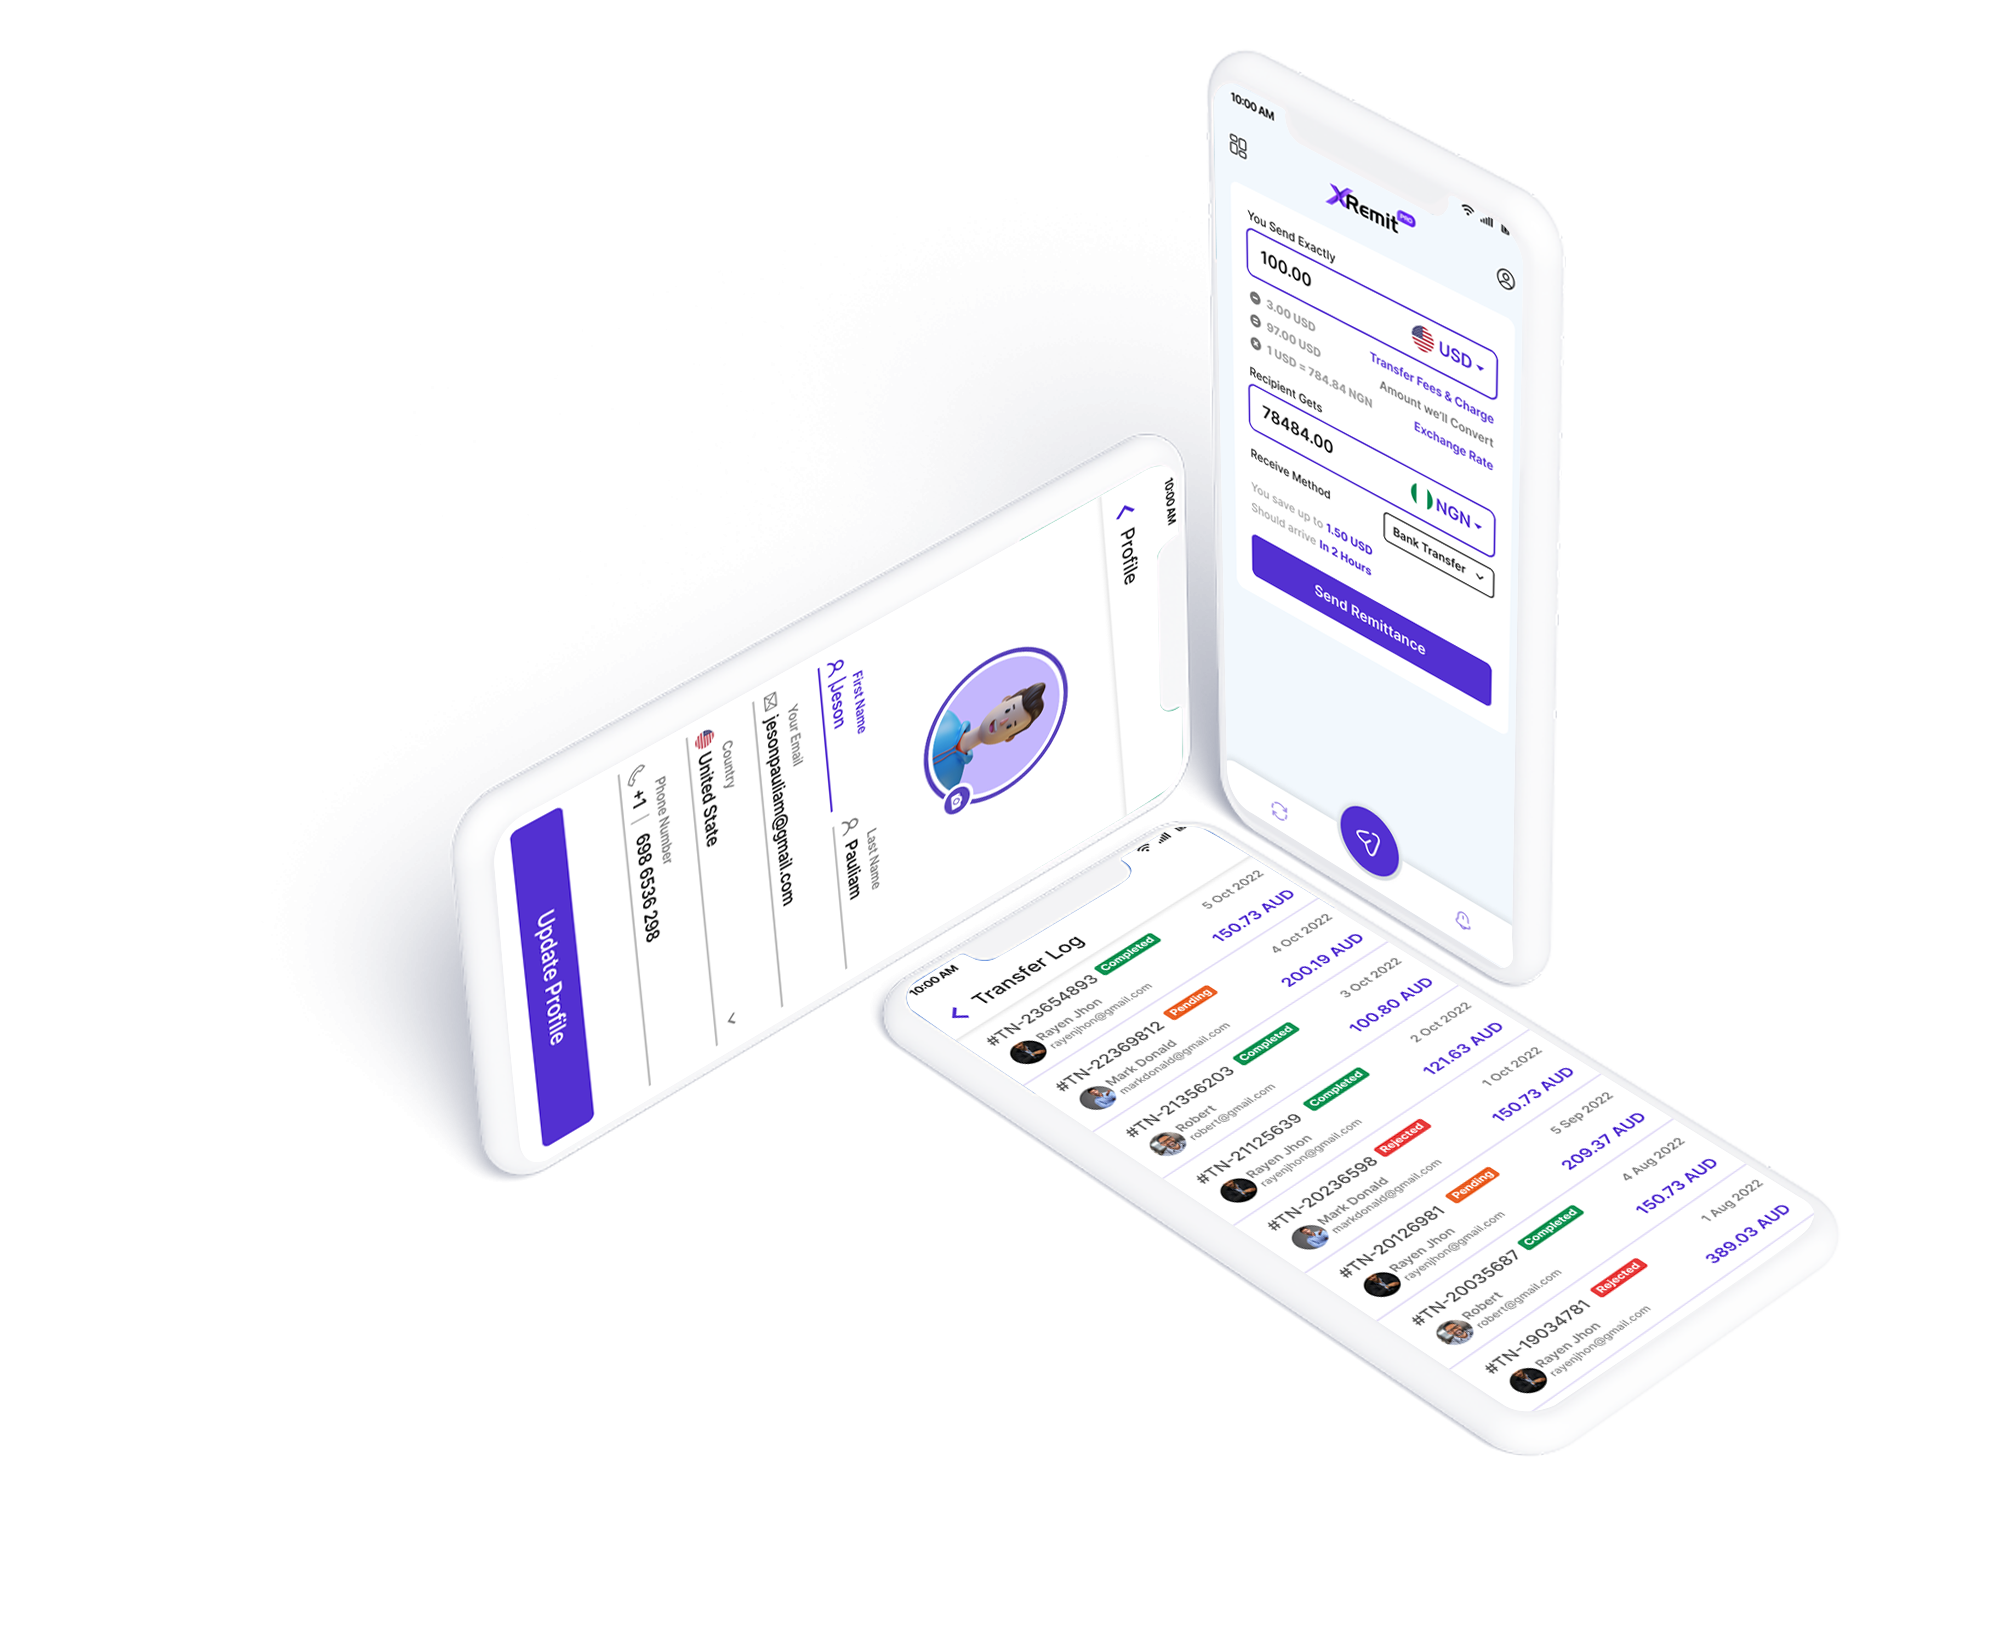 10:00 AM
XRemit PRO
You Send Exactly
100.00
USD
3.00 USD
Transfer Fees & Charge
97.00 USD
Amount we'll Convert
1 USD = 784.84 NGN
Exchange Rate
Recipient Gets
78484.00
NGN
Receive Method
Bank Transfer
You save up to 1.50 USD
Should arrive In 2 Hours
Send Remittance
10:00 AM
Profile
First Name
Jeson
Last Name
Pauliam
Your Email
jesonpauliam@gmail.com
Country
United State
Phone Number
+1 698 6536 298
Update Profile
10:00 AM
Transfer Log
#TN-23654893 Completed
5 Oct 2022
Rayen Jhon
rayenjhon@gmail.com
150.73 AUD
#TN-22369812 Pending
4 Oct 2022
Mark Donald
markdonald@gmail.com
200.19 AUD
#TN-21356203 Completed
3 Oct 2022
Robert
robert@gmail.com
100.80 AUD
#TN-21125639 Completed
2 Oct 2022
Rayen Jhon
rayenjhon@gmail.com
121.63 AUD
#TN-20236598 Rejected
1 Oct 2022
Mark Donald
markdonald@gmail.com
150.73 AUD
#TN-20126981 Pending
5 Sep 2022
Rayen Jhon
rayenjhon@gmail.com
209.37 AUD
#TN-20035687 Completed
4 Aug 2022
Robert
robert@gmail.com
150.73 AUD
#TN-19034781 Rejected
1 Aug 2022
Rayen Jhon
rayenjhon@gmail.com
389.03 AUD